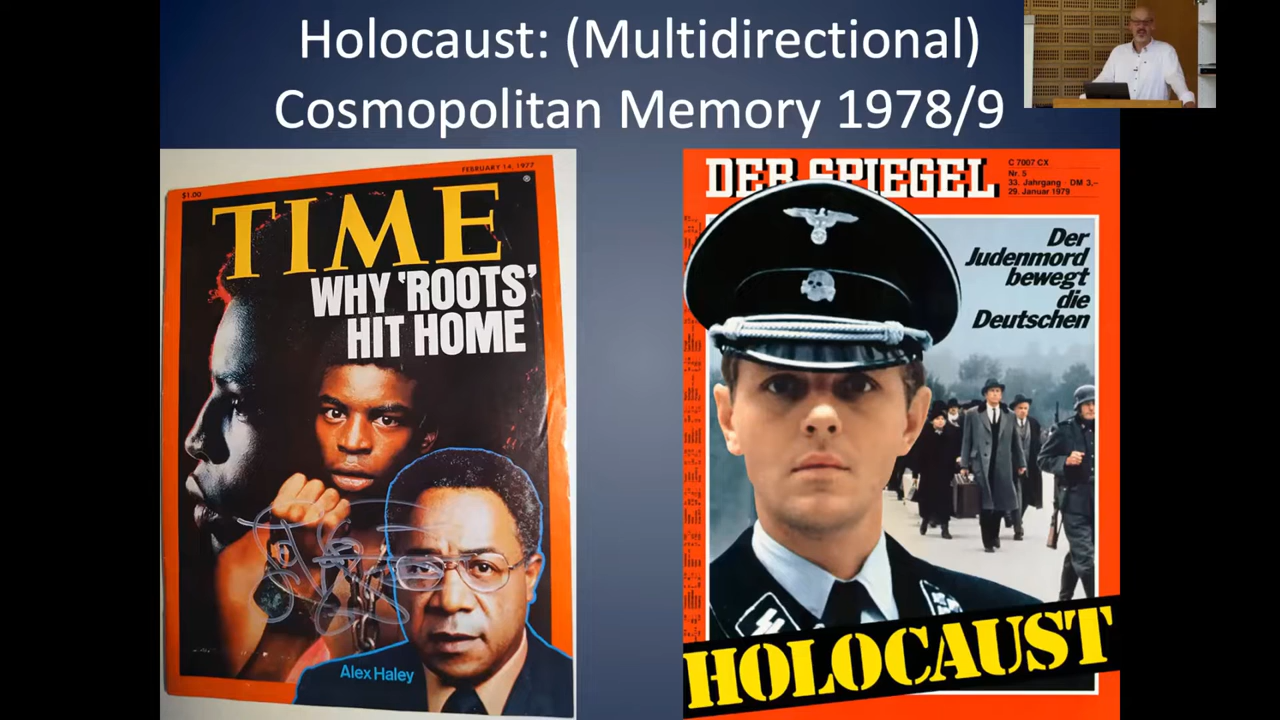 Holocaust: (Multidirectional)
Cosmopolitan Memory 1978/9
$1.00
FEBRUARY 14, 1977
TIME
WHY 'ROOTS'
HIT HOME
Alex Haley
DER SPIEGEL
C 7007 CX
Nr. 5
33. Jahrgang · DM 3,–
29. Januar 1979
Der
Judenmord
bewegt
die
Deutschen
HOLOCAUST